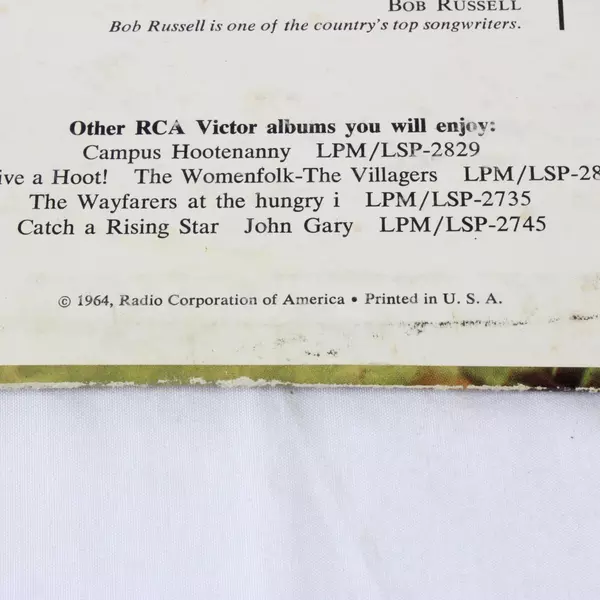 BOB RUSSELL
Bob Russell is one of the country's top songwriters.
Other RCA Victor albums you will enjoy:
Campus Hootenanny LPM/LSP-2829
ive a Hoot! The Womenfolk-The Villagers LPM/LSP-28
The Wayfarers at the hungry i LPM/LSP-2735
Catch a Rising Star John Gary LPM/LSP-2745
© 1964, Radio Corporation of America • Printed in U. S. A.